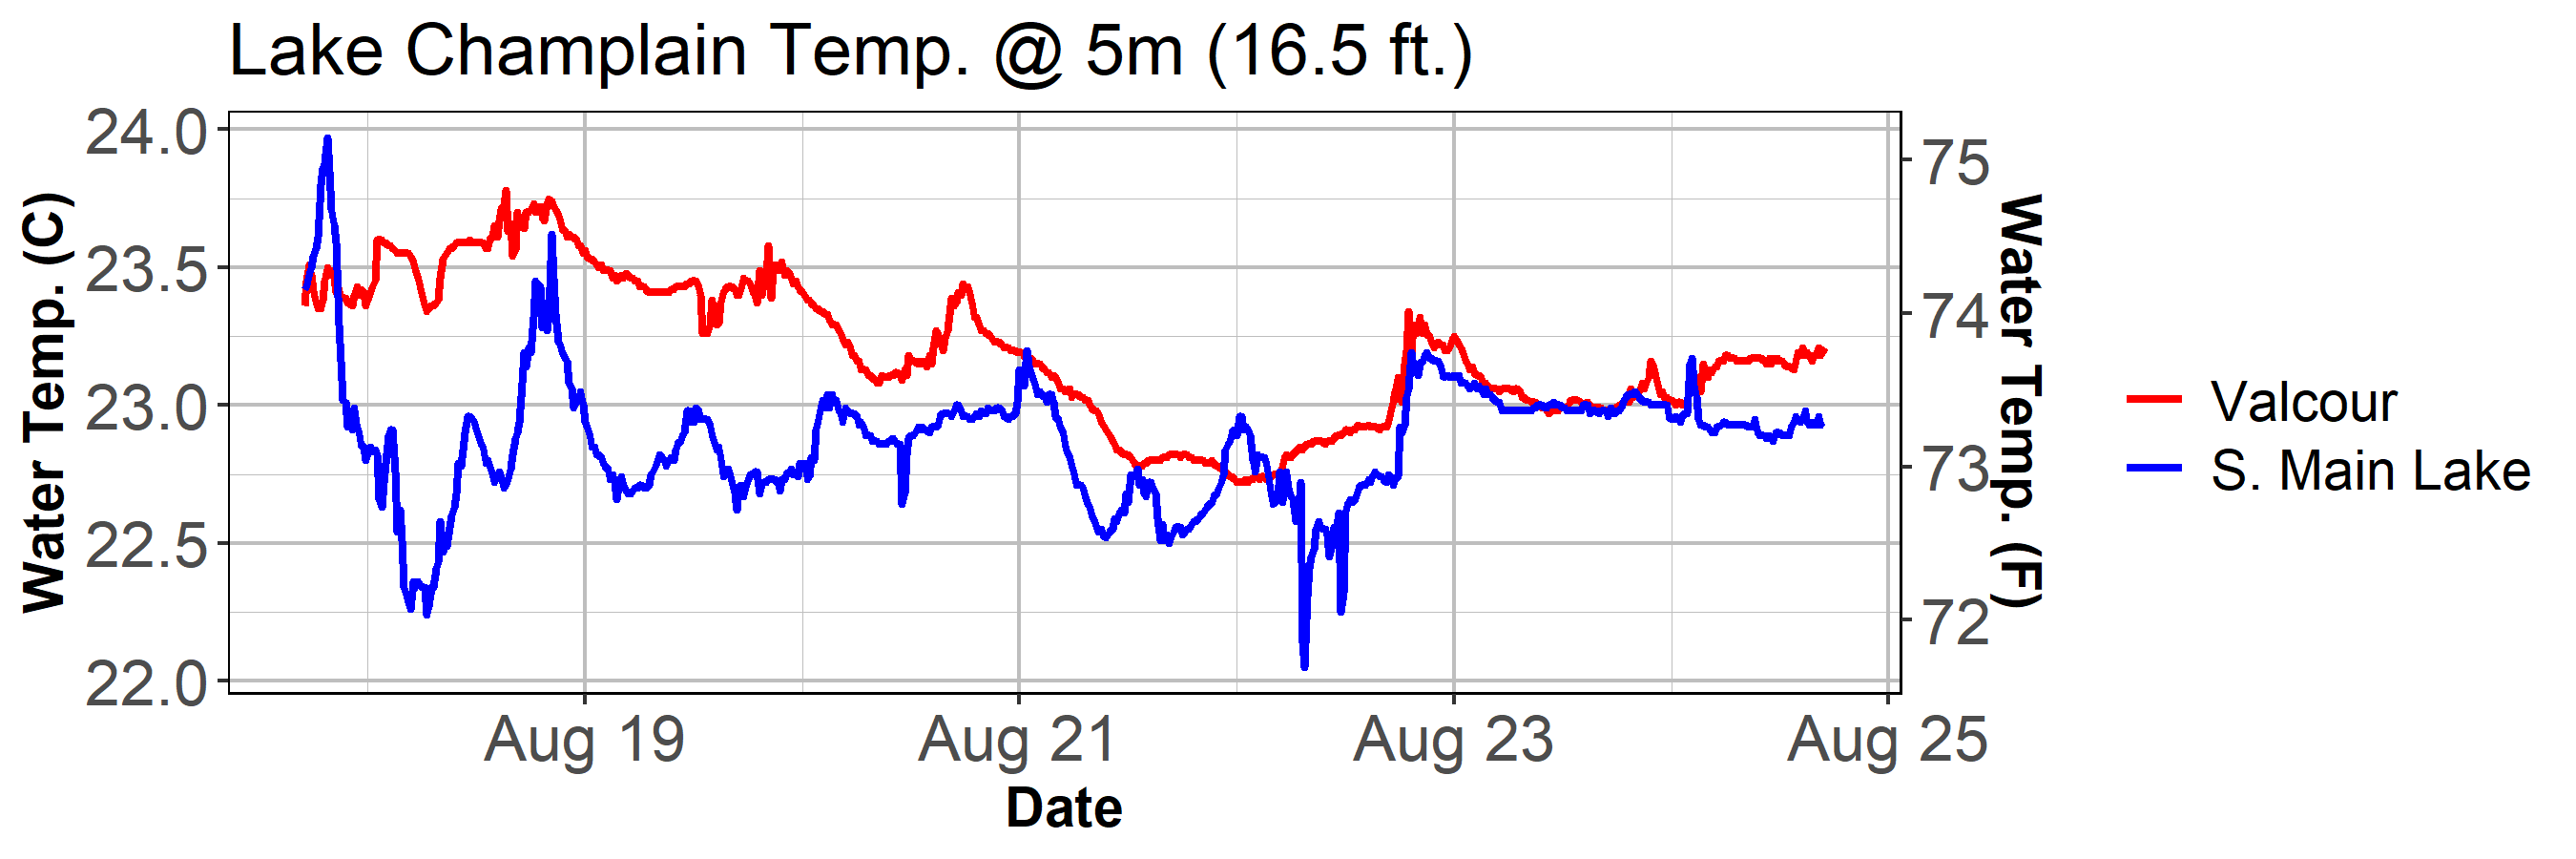 Lake Champlain Temp. @ 5m (16.5 ft.)
Water Temp. (C)
24.0
23.5
23.0
22.5
22.0
75
74
73
72
Water Temp. (F)
Aug 19
Aug 21
Aug 23
Aug 25
Date
Valcour
S. Main Lake